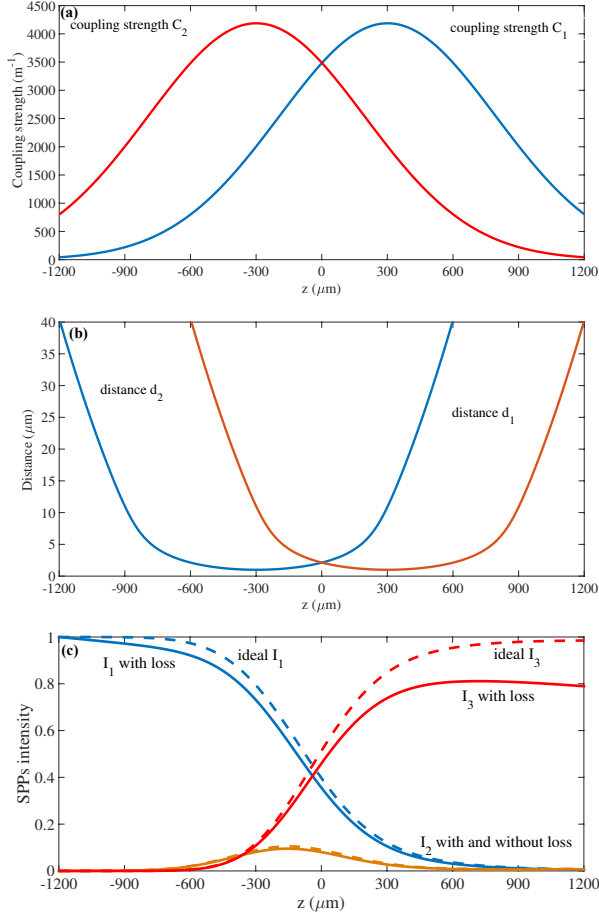 (a)
coupling strength C2
coupling strength C1
Coupling strength (m-1)
4500
4000
3500
3000
2500
2000
1500
1000
500
0
-1200 -900 -600 -300 0 300 600 900 1200
z (μm)
(b)
distance d2
distance d1
Distance (μm)
40
35
30
25
20
15
10
5
0
-1200 -900 -600 -300 0 300 600 900 1200
z (μm)
(c)
I1 with loss
ideal I1
ideal I3
I3 with loss
I2 with and without loss
SPPs intensity
1
0.8
0.6
0.4
0.2
0
-1200 -900 -600 -300 0 300 600 900 1200
z (μm)